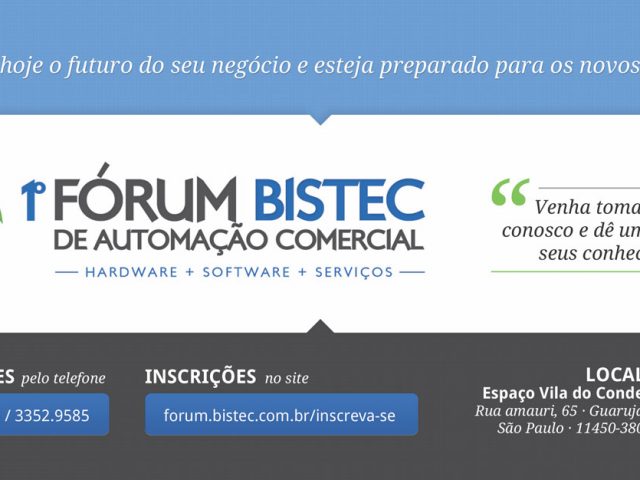 hoje o futuro do seu negócio e esteja preparado para os novos
1º FÓRUM BISTEC
DE AUTOMAÇÃO COMERCIAL
HARDWARE + SOFTWARE + SERVIÇOS
“
Venha toma
conosco e dê um
seus conhec
ES pelo telefone
/ 3352.9585
INSCRIÇÕES no site
forum.bistec.com.br/inscreva-se
LOCAL
Espaço Vila do Conde
Rua amauri, 65 · Guaruj
São Paulo · 11450-380